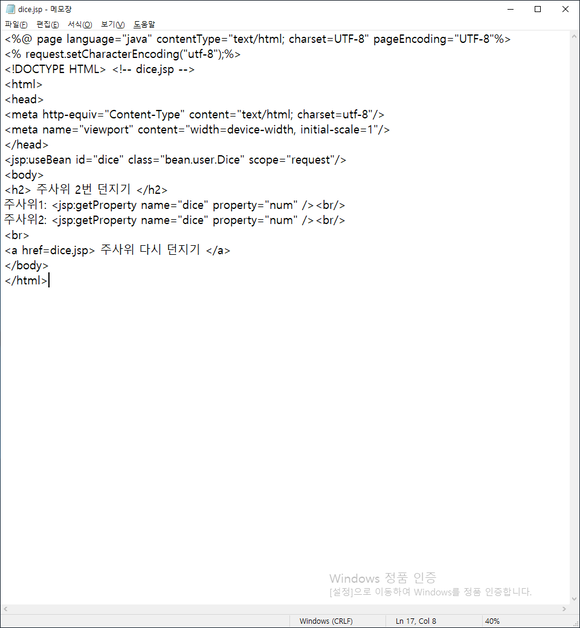 dice.jsp - 메모장
파일(F) 편집(E) 서식(O) 보기(V) 도움말
<%@ page language="java" contentType="text/html; charset=UTF-8" pageEncoding="UTF-8"%>
<% request.setCharacterEncoding("utf-8");%>
<!DOCTYPE HTML> <!-- dice.jsp -->
<html>
<head>
<meta http-equiv="Content-Type" content="text/html; charset=utf-8"/>
<meta name="viewport" content="width=device-width, initial-scale=1"/>
</head>
<jsp:useBean id="dice" class="bean.user.Dice" scope="request"/>
<body>
<h2> 주사위 2번 던지기 </h2>
주사위1: <jsp:getProperty name="dice" property="num" /><br/>
주사위2: <jsp:getProperty name="dice" property="num" /><br/>
<br>
<a href=dice.jsp> 주사위 다시 던지기 </a>
</body>
</html>
Windows 정품 인증
[설정]으로 이동하여 Windows를 정품 인증합니다.
Windows (CRLF) Ln 17, Col 8 40%